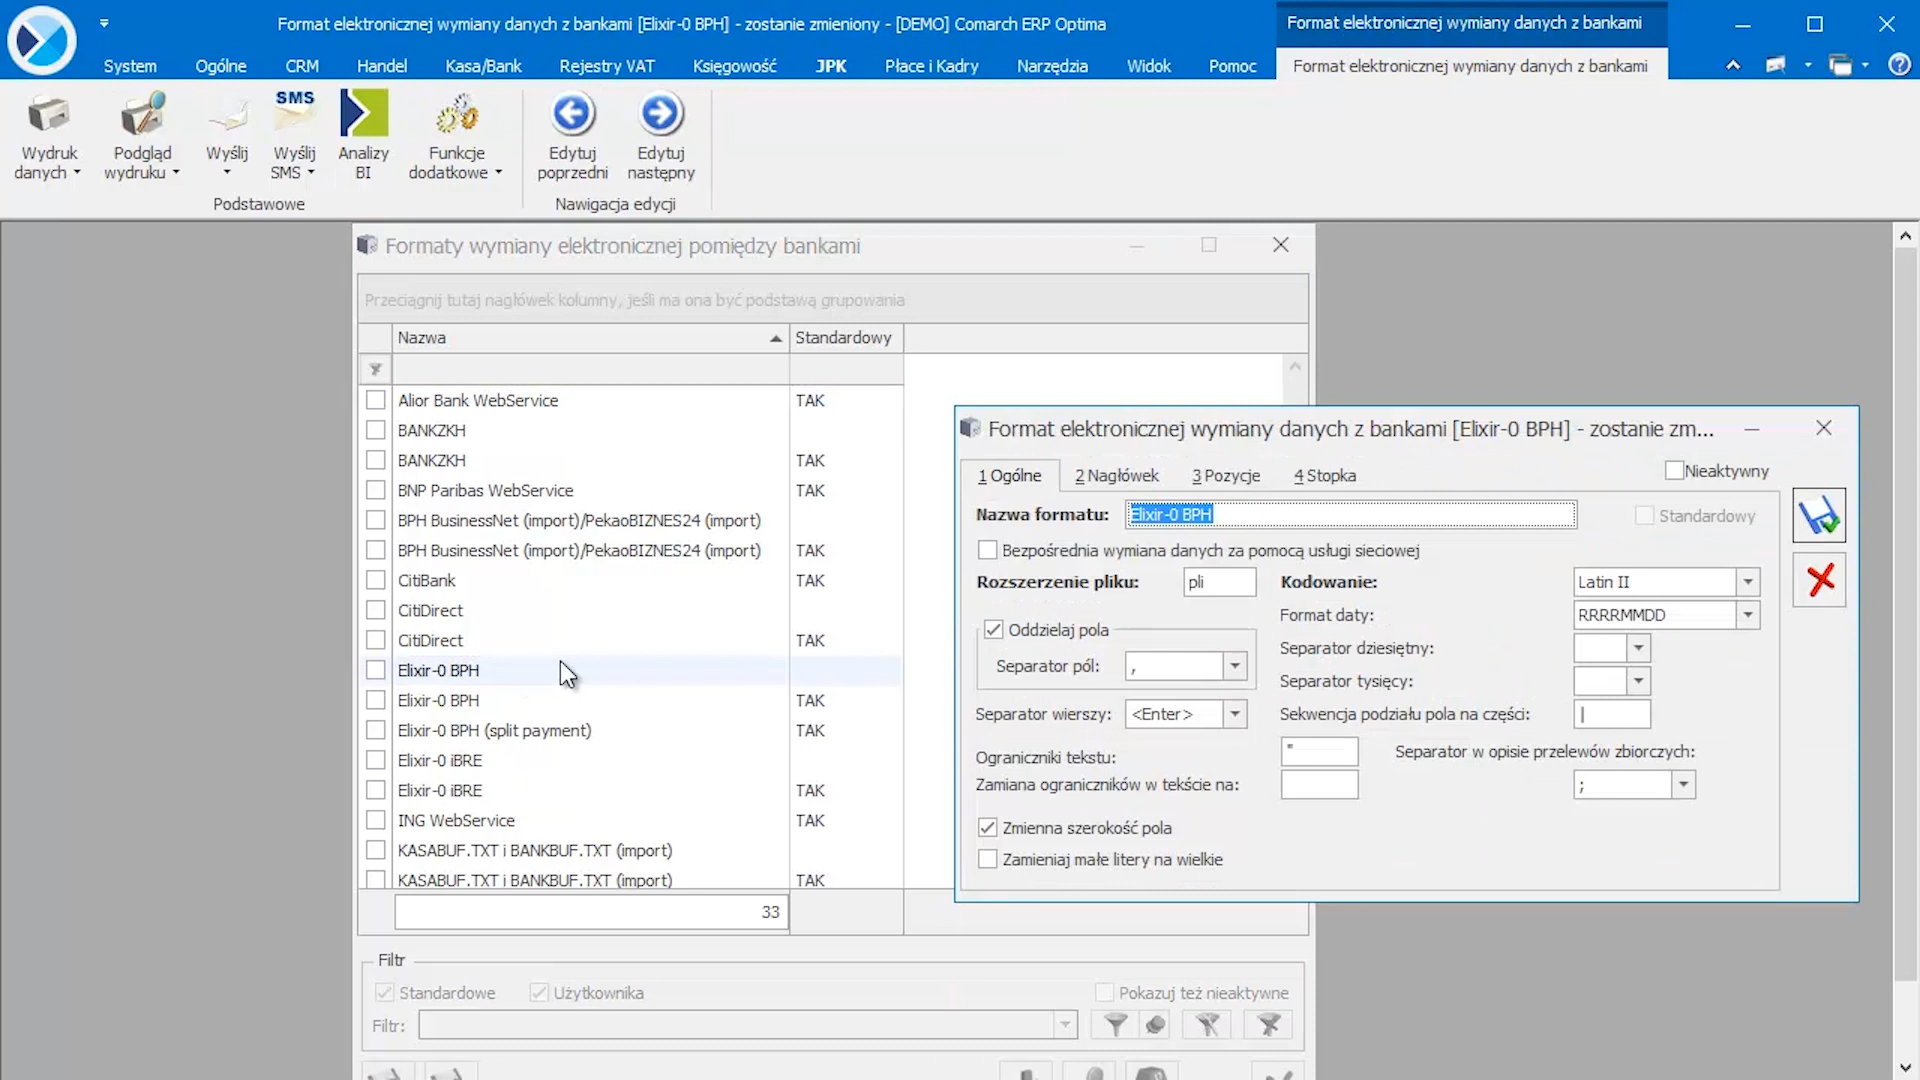 Format elektronicznej wymiany danych z bankami [Elixir-0 BPH] - zostanie zmieniony - [DEMO] Comarch ERP Optima
Format elektronicznej wymiany danych z bankami
System Ogólne CRM Handel Kasa/Bank Rejestry VAT Księgowość JPK Płace i Kadry Narzędzia Widok Pomoc Format elektronicznej wymiany danych z bankami
Wydruk danych
Podgląd wydruku
Wyślij
SMS
Wyślij SMS
Analizy BI
Funkcje dodatkowe
Edytuj poprzedni
Edytuj następny
Podstawowe
Nawigacja edycji
Formaty wymiany elektronicznej pomiędzy bankami
Przeciągnij tutaj nagłówek kolumny, jeśli ma ona być podstawą grupowania
Nazwa Standardowy
Alior Bank WebService TAK
BANKZKH
BANKZKH TAK
BNP Paribas WebService TAK
BPH BusinessNet (import)/PekaoBIZNES24 (import)
BPH BusinessNet (import)/PekaoBIZNES24 (import) TAK
CitiBank TAK
CitiDirect
CitiDirect TAK
Elixir-0 BPH
Elixir-0 BPH TAK
Elixir-0 BPH (split payment) TAK
Elixir-0 iBRE
Elixir-0 iBRE TAK
ING WebService TAK
KASABUF.TXT i BANKBUF.TXT (import)
KASABUF.TXT i BANKBUF.TXT (import) TAK
33
Filtr
Standardowe Użytkownika Pokazuj też nieaktywne
Filtr:
Format elektronicznej wymiany danych z bankami [Elixir-0 BPH] - zostanie zm...
1 Ogólne 2 Nagłówek 3 Pozycje 4 Stopka
Nieaktywny
Nazwa formatu: Elixir-0 BPH
Standardowy
Bezpośrednia wymiana danych za pomocą usługi sieciowej
Rozszerzenie pliku: pli Kodowanie: Latin II
Format daty: RRRRMMDD
Oddzielaj pola
Separator dziesiętny:
Separator pól: ,
Separator tysięcy:
Separator wierszy: <Enter>
Sekwencja podziału pola na części: |
Ograniczniki tekstu: "
Separator w opisie przelewów zbiorczych:
Zamiana ograniczników w tekście na:
;
Zmienna szerokość pola
Zamieniaj małe litery na wielkie